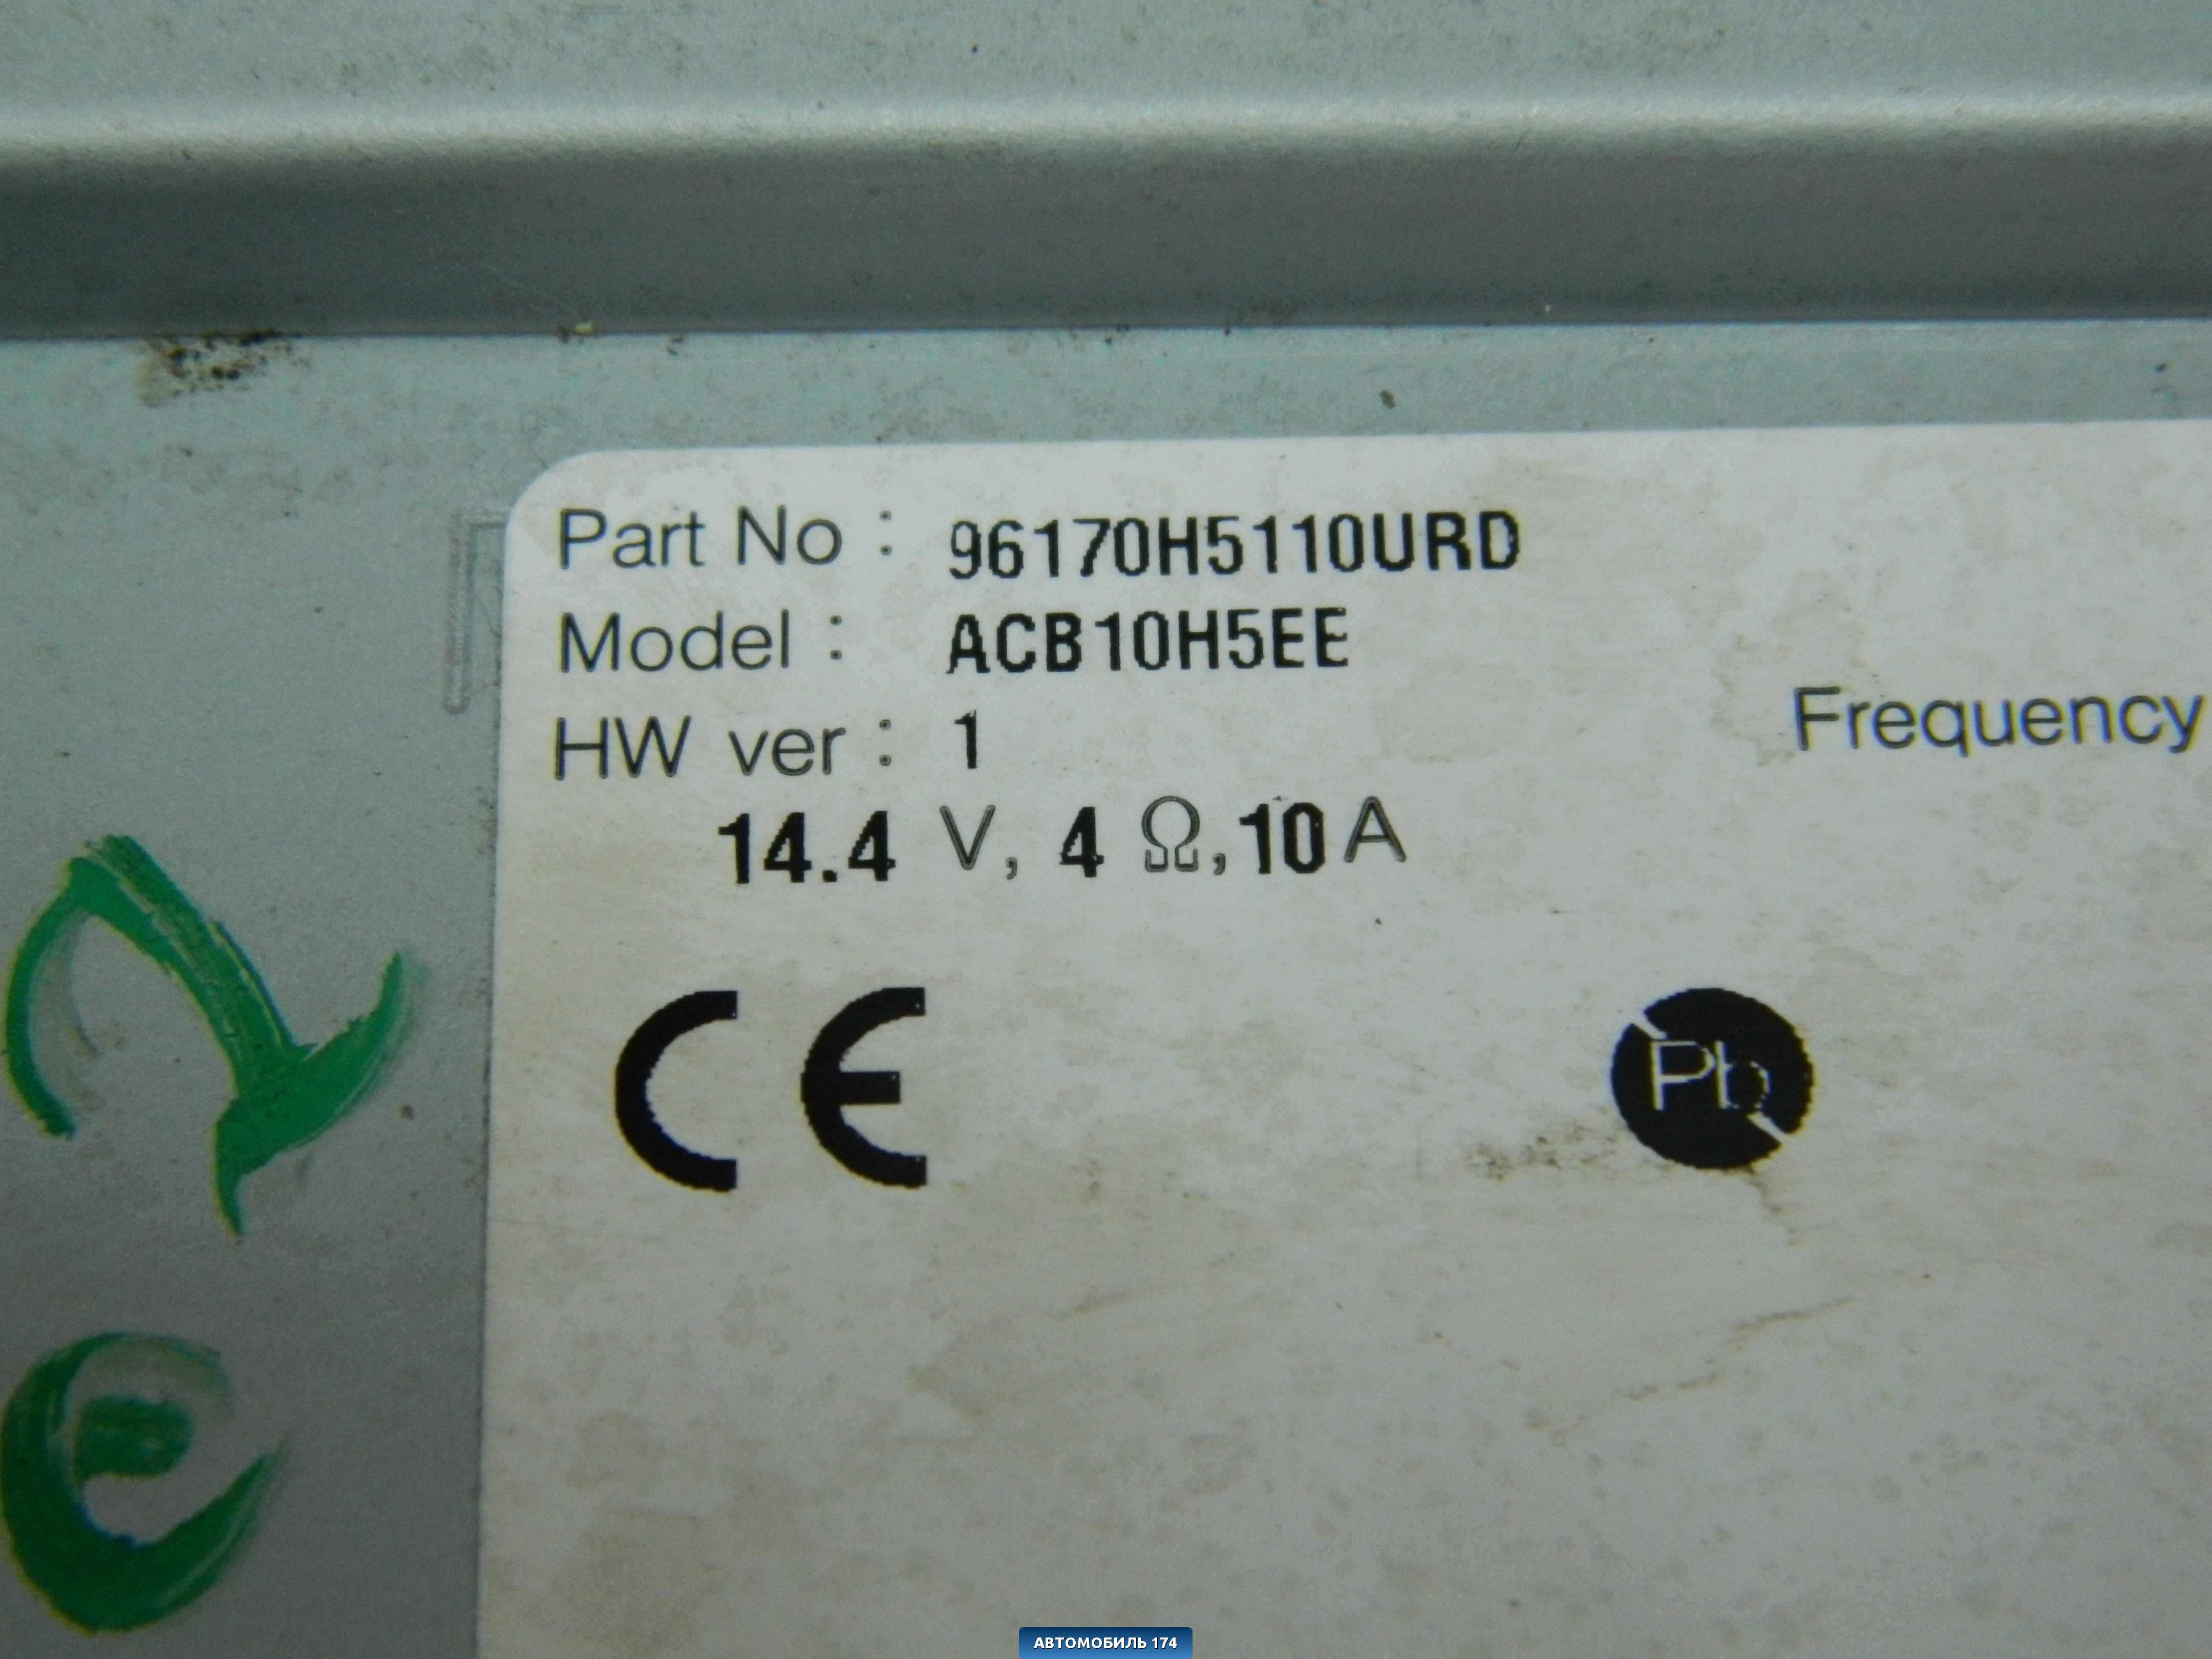 Part No : 96170H5110URD
Model : ACB10H5EE
HW ver : 1
Frequency
14.4 V, 4 Ω, 10 A
CE
Pb
АВТОМОБИЛЬ 174